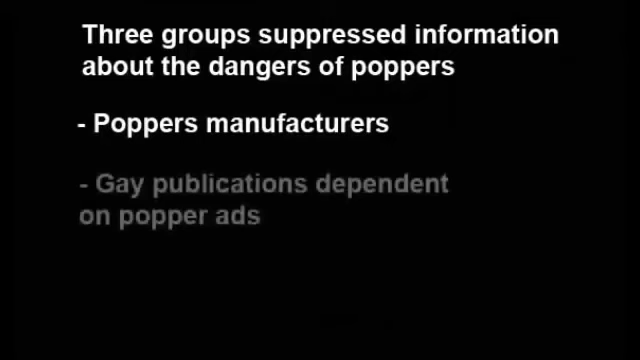 Three groups suppressed information
about the dangers of poppers
- Poppers manufacturers
- Gay publications dependent
on popper ads